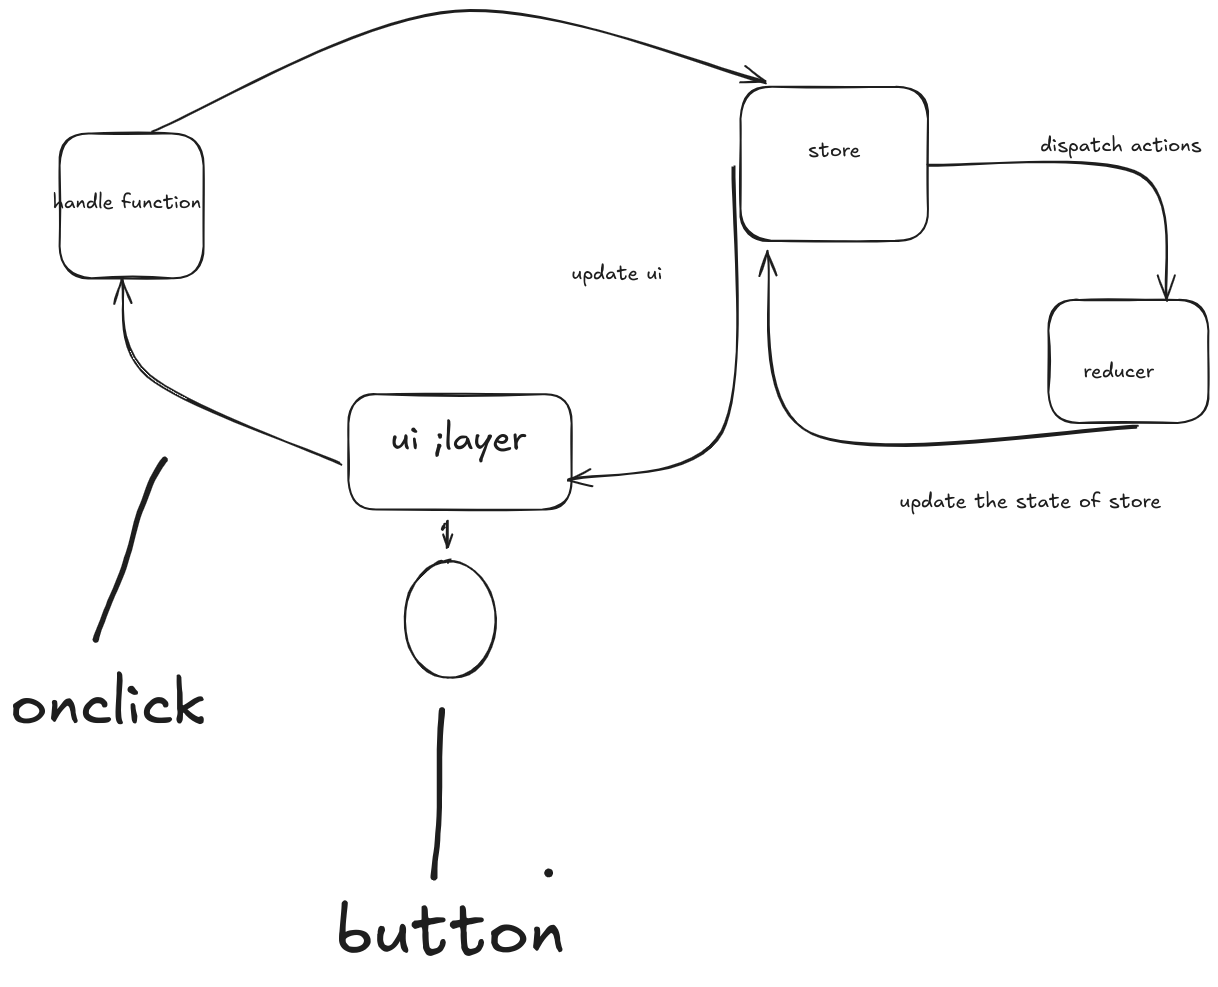 dispatch actions
store
handle function
update ui
reducer
ui ;layer
update the state of store
onclick
button